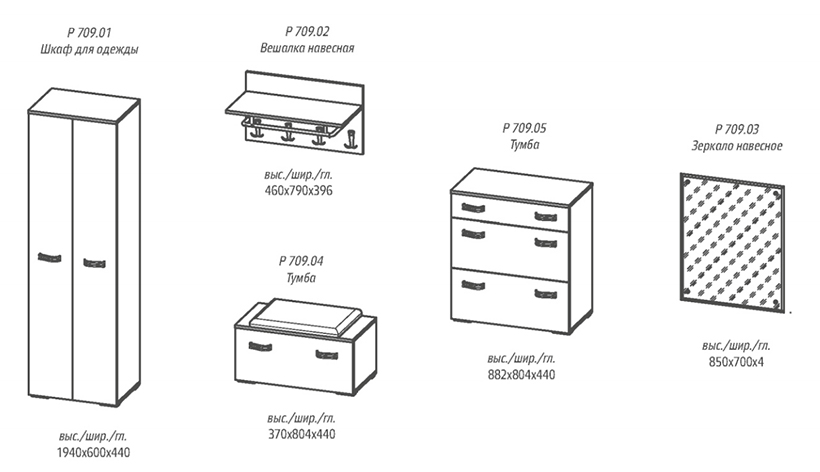 Р 709.01
Шкаф для одежды
выс./шир./гл.
1940х600х440
Р 709.02
Вешалка навесная
выс./шир./гл.
460х790х396
Р 709.04
Тумба
выс./шир./гл.
370х804х440
Р 709.05
Тумба
выс./шир./гл.
882х804х440
Р 709.03
Зеркало навесное
выс./шир./гл.
850х700х4